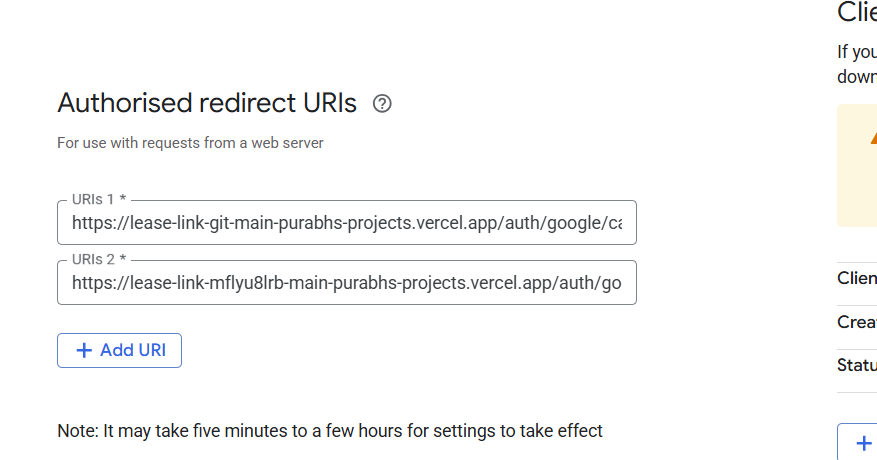 Clie
If you
down
Authorised redirect URIs
For use with requests from a web server
URIs 1 *
https://lease-link-git-main-purabhs-projects.vercel.app/auth/google/ca
URIs 2 *
https://lease-link-mflyu8lrb-main-purabhs-projects.vercel.app/auth/go
Clien
Crea
Statu
+ Add URI
Note: It may take five minutes to a few hours for settings to take effect